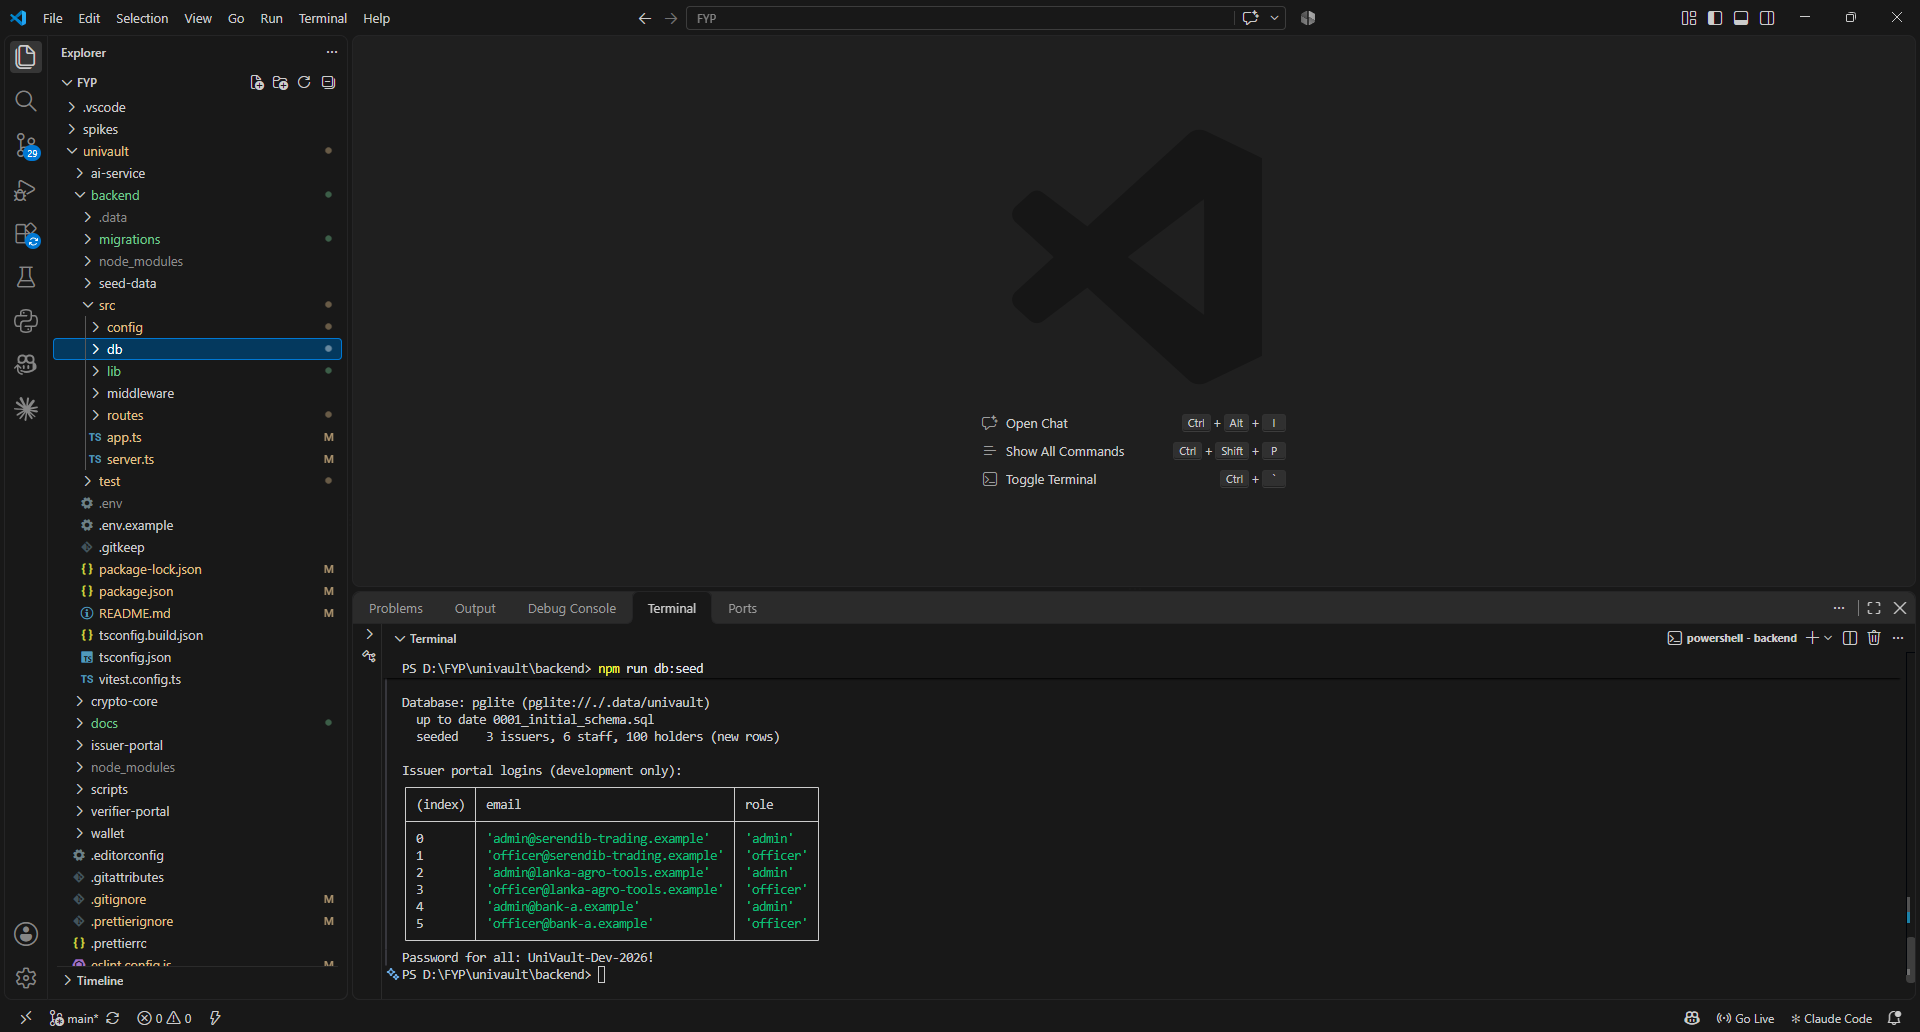 File Edit Selection View Go Run Terminal Help
FYP
Explorer
FYP
.vscode
spikes
29
univault
ai-service
backend
.data
migrations
node_modules
seed-data
src
config
db
lib
middleware
routes
TS app.ts M
TS server.ts M
test
.env
.env.example
.gitkeep
{} package-lock.json M
{} package.json M
README.md M
{} tsconfig.build.json
TS tsconfig.json
TS vitest.config.ts
crypto-core
docs
issuer-portal
node_modules
scripts
verifier-portal
wallet
.editorconfig
.gitattributes
.gitignore M
.prettierignore M
{} .prettierrc
eslint.config.js M
Timeline
Open Chat Ctrl + Alt + I
Show All Commands Ctrl + Shift + P
Toggle Terminal Ctrl + `
Problems Output Debug Console Terminal Ports
Terminal
powershell - backend
PS D:\FYP\univault\backend> npm run db:seed
Database: pglite (pglite://./.data/univault)
up to date 0001_initial_schema.sql
seeded 3 issuers, 6 staff, 100 holders (new rows)
Issuer portal logins (development only):
(index) email role
0 'admin@serendib-trading.example' 'admin'
1 'officer@serendib-trading.example' 'officer'
2 'admin@lanka-agro-tools.example' 'admin'
3 'officer@lanka-agro-tools.example' 'officer'
4 'admin@bank-a.example' 'admin'
5 'officer@bank-a.example' 'officer'
Password for all: UniVault-Dev-2026!
PS D:\FYP\univault\backend>
main* 0 0 Go Live Claude Code